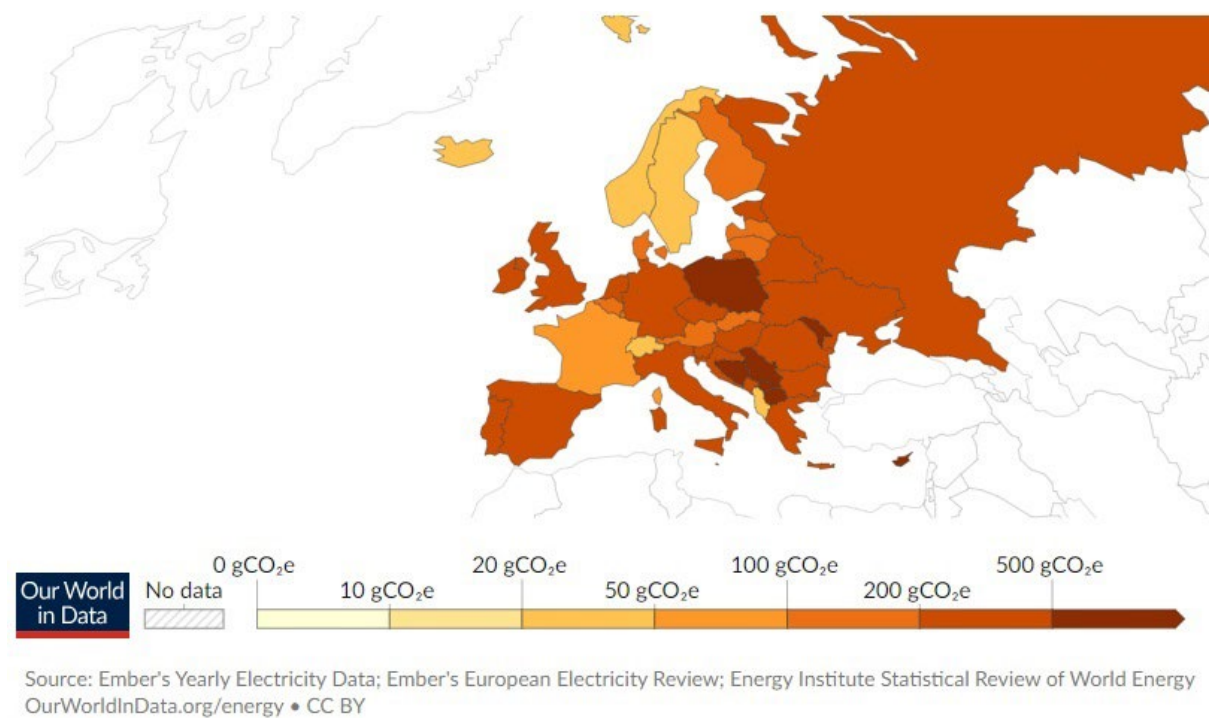 0 gCO₂e
20 gCO₂e
100 gCO₂e
500 gCO₂e
Our World
in Data
No data
10 gCO₂e
50 gCO₂e
200 gCO₂e
Source: Ember's Yearly Electricity Data; Ember's European Electricity Review; Energy Institute Statistical Review of World Energy
OurWorldInData.org/energy • CC BY